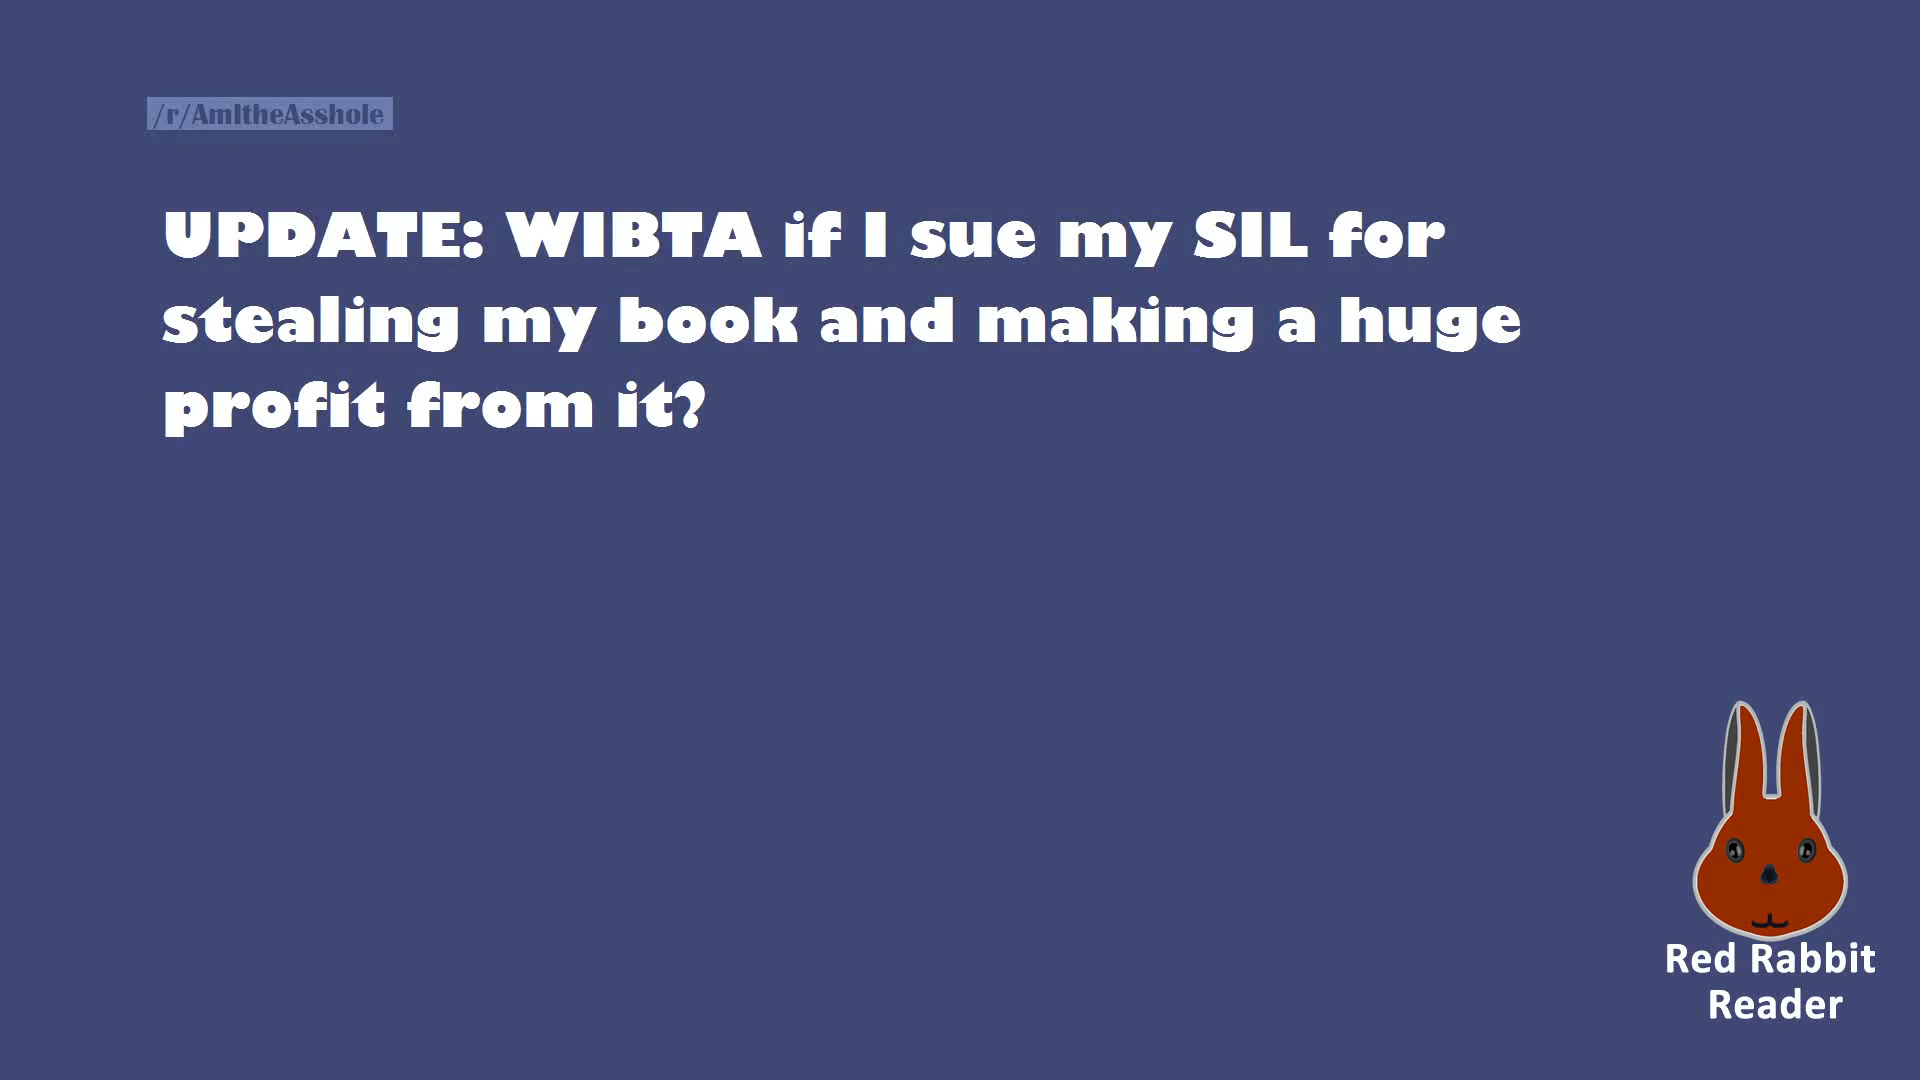 /r/AmItheAsshole
UPDATE: WIBTA if I sue my SIL for
stealing my book and making a huge
profit from it?
Red Rabbit
Reader